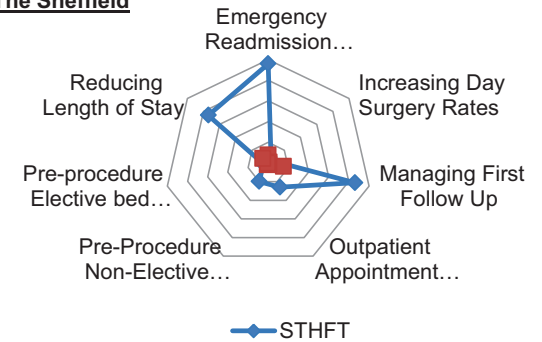 The Sheffield
Emergency
Readmission…
Reducing
Length of Stay
Increasing Day
Surgery Rates
Pre-procedure
Elective bed…
Managing First
Follow Up
Pre-Procedure
Non-Elective…
Outpatient
Appointment…
STHFT